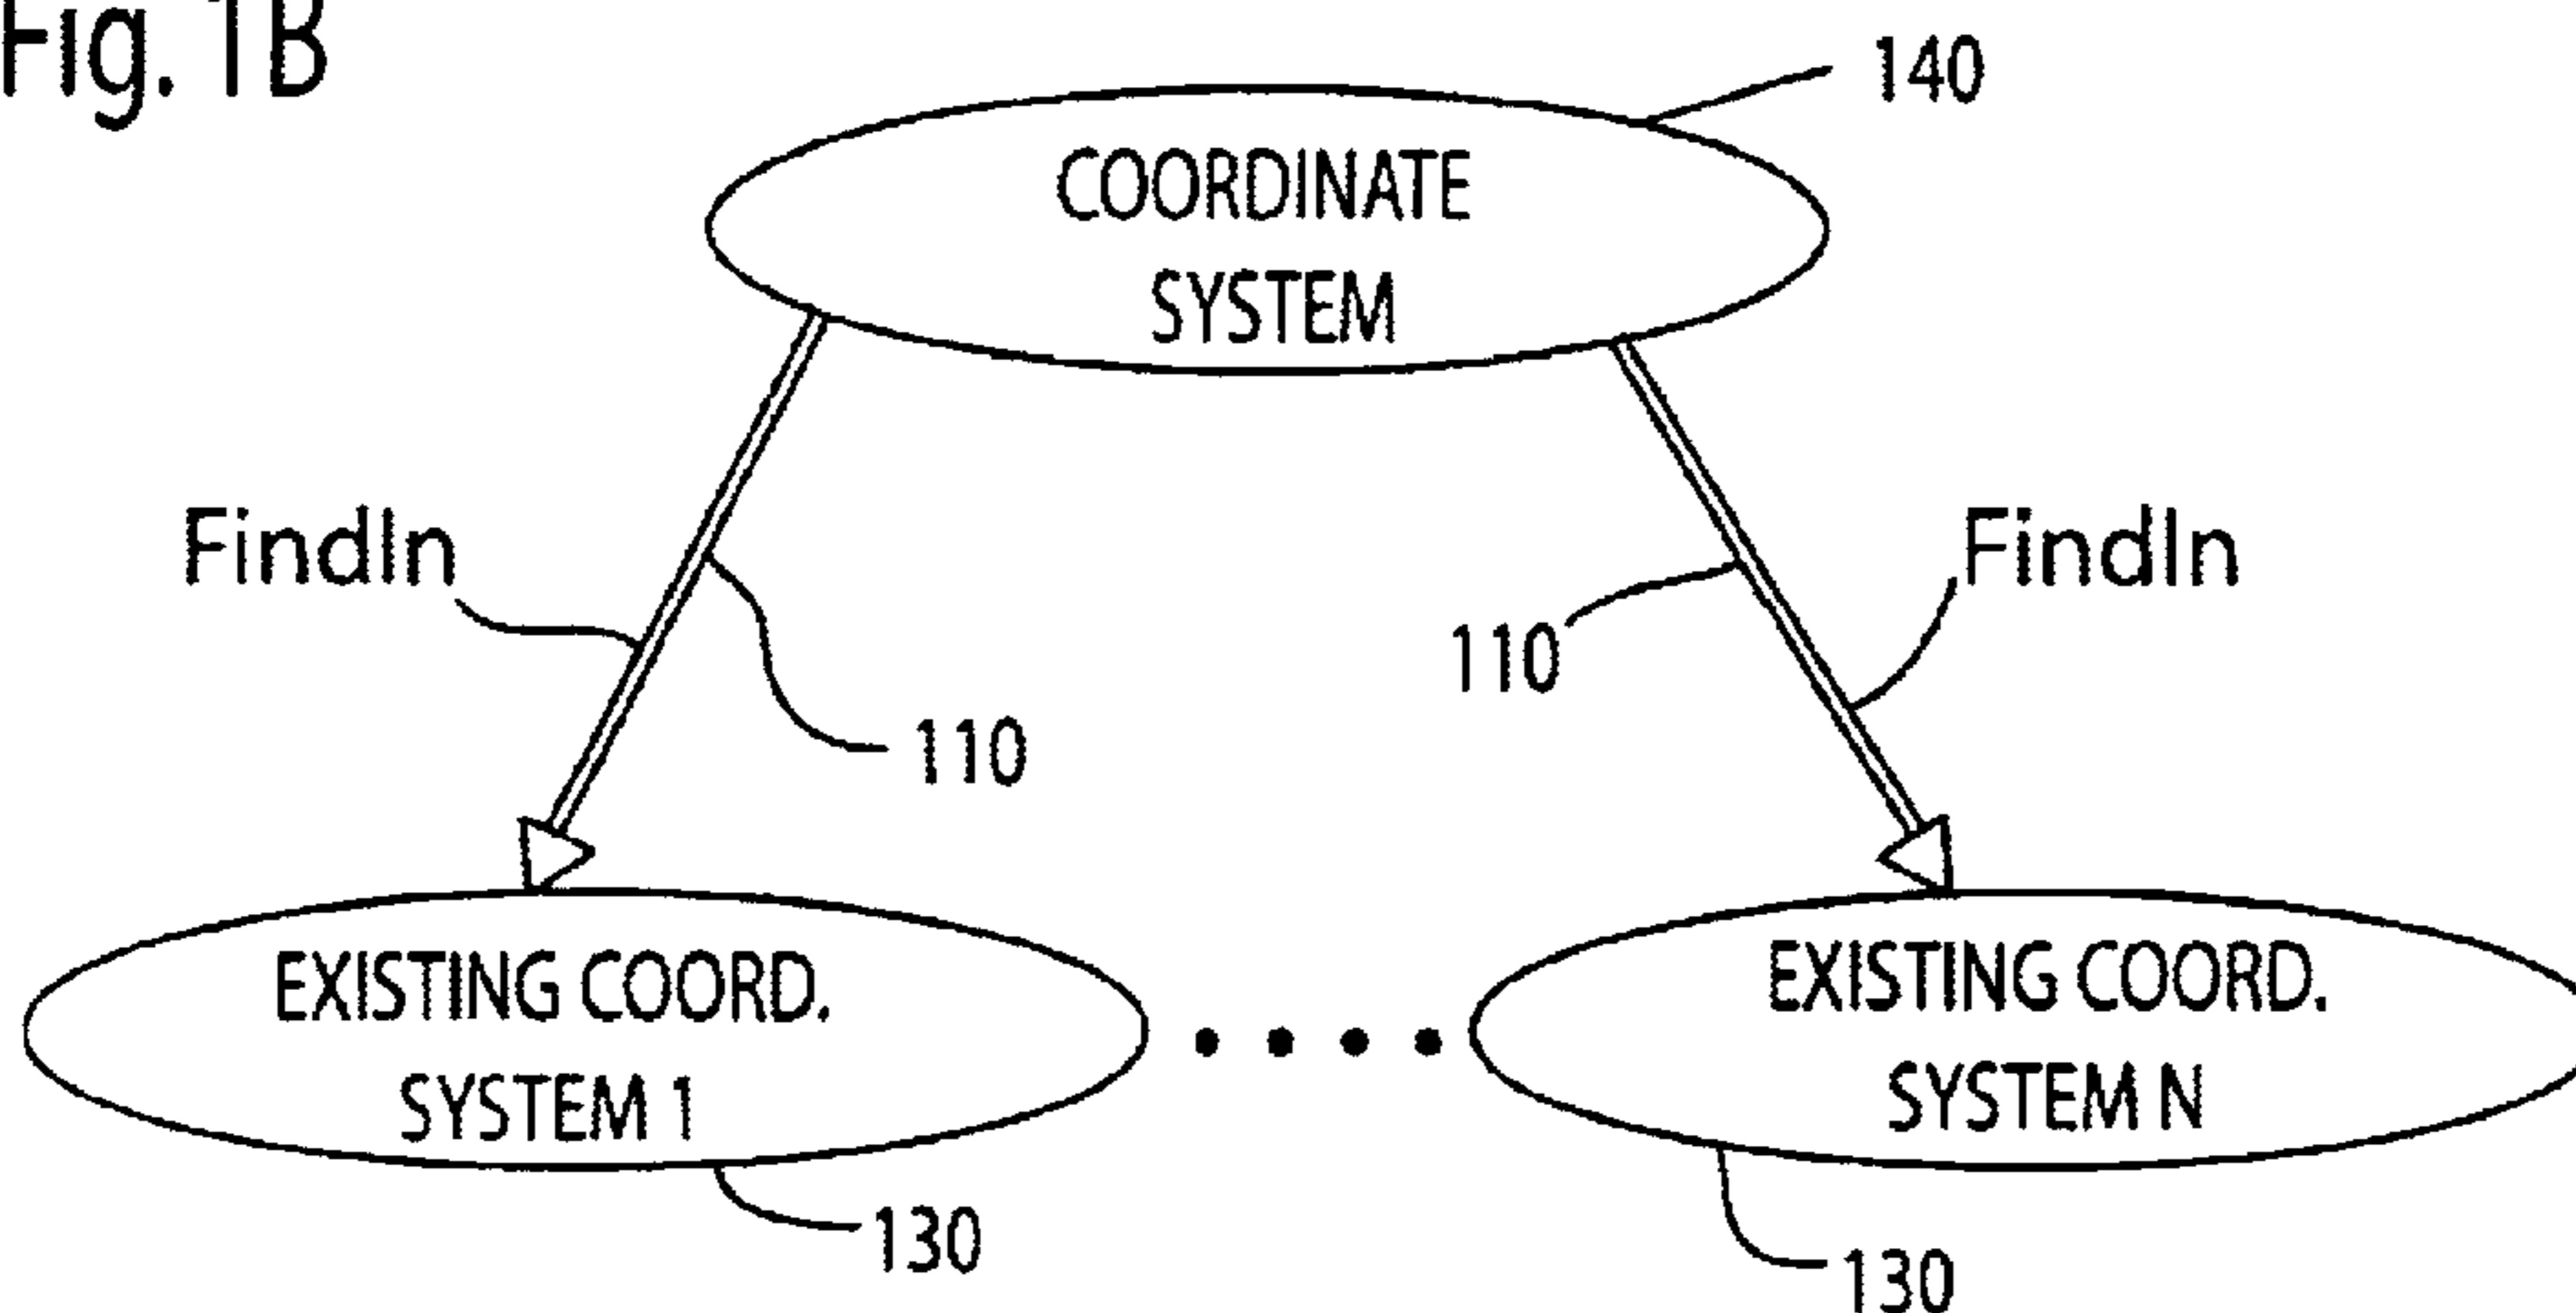 Fig. 1B
140
COORDINATE
SYSTEM
FindIn
FindIn
110
110
EXISTING COORD.
SYSTEM 1
EXISTING COORD.
SYSTEM N
130
130